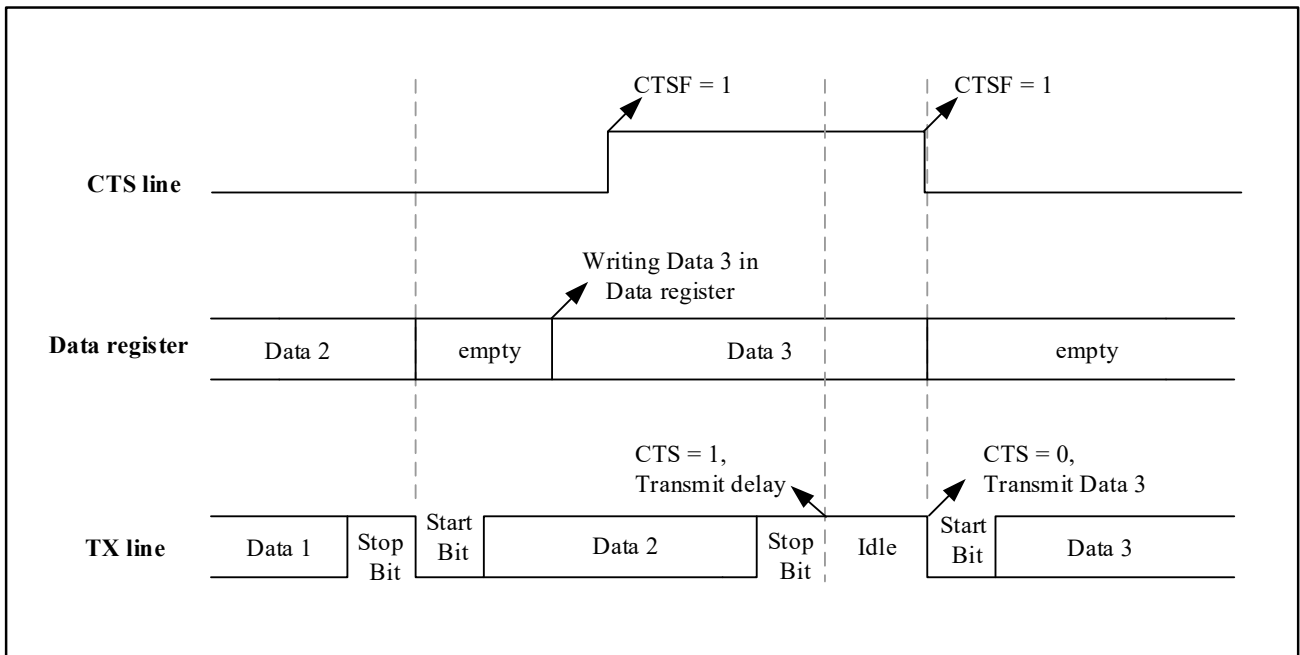 CTSF = 1
CTSF = 1
CTS line
Writing Data 3 in
Data register
Data register
Data 2
empty
Data 3
empty
CTS = 1,
Transmit delay
CTS = 0,
Transmit Data 3
TX line
Data 1
Stop
Bit
Start
Bit
Data 2
Stop
Bit
Idle
Start
Bit
Data 3